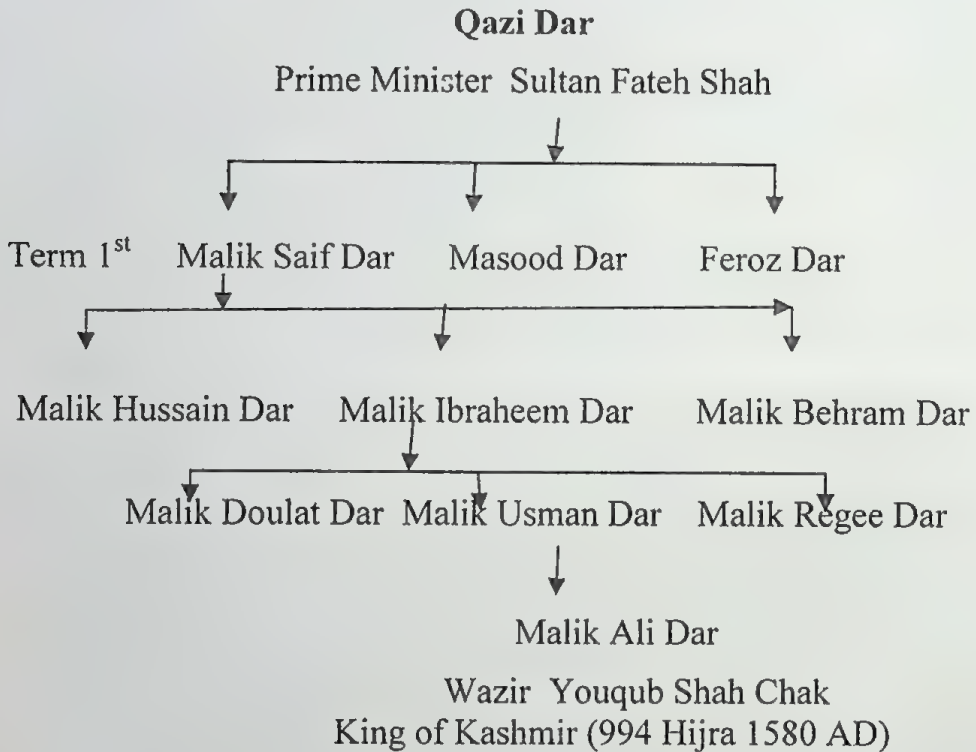 Qazi Dar
Prime Minister Sultan Fateh Shah
Term 1st Malik Saif Dar Masood Dar Feroz Dar
Malik Hussain Dar Malik Ibraheem Dar Malik Behram Dar
Malik Doulat Dar Malik Usman Dar Malik Regee Dar
Malik Ali Dar
Wazir Youqub Shah Chak
King of Kashmir (994 Hijra 1580 AD)